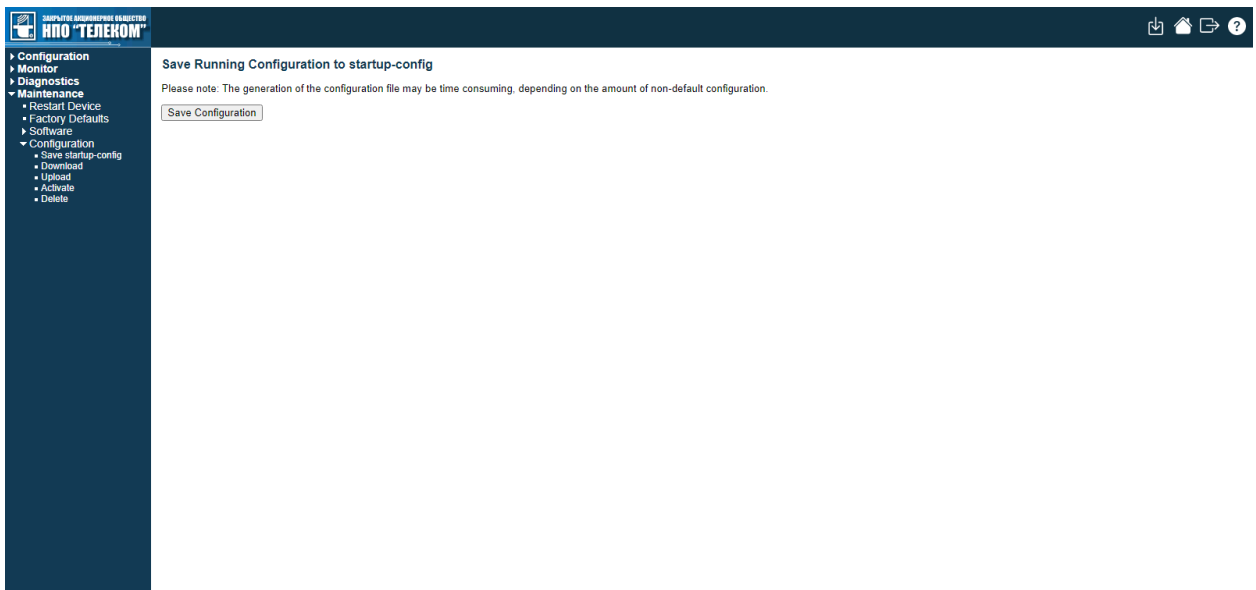 ЗАКРЫТОЕ АКЦИОНЕРНОЕ ОБЩЕСТВО
НПО "ТЕЛЕКОМ"
?
Configuration
Monitor
Diagnostics
Maintenance
Restart Device
Factory Defaults
Software
Configuration
Save startup-config
Download
Upload
Activate
Delete
Save Running Configuration to startup-config
Please note: The generation of the configuration file may be time consuming, depending on the amount of non-default configuration.
Save Configuration